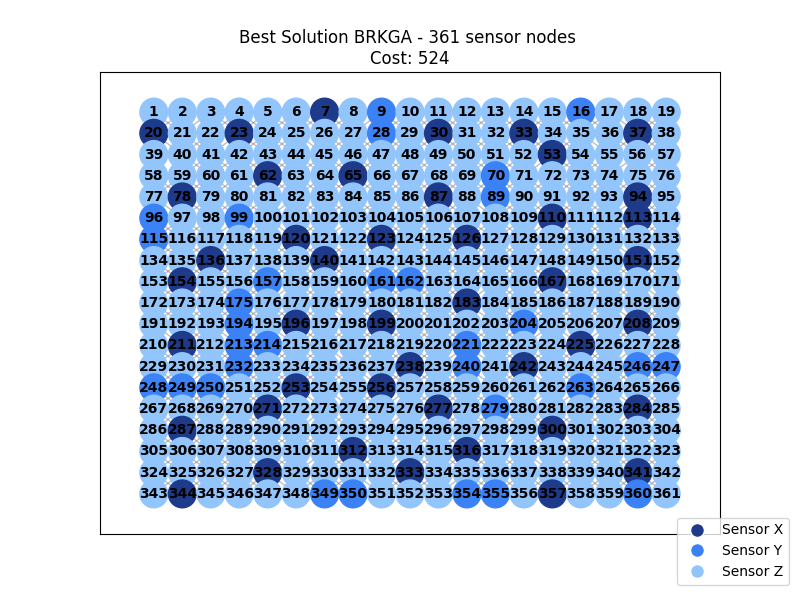 Best Solution BRKGA - 361 sensor nodes
Cost: 524
1 2 3 4 5 6 7 8 9 10 11 12 13 14 15 16 17 18 19
20 21 22 23 24 25 26 27 28 29 30 31 32 33 34 35 36 37 38
39 40 41 42 43 44 45 46 47 48 49 50 51 52 53 54 55 56 57
58 59 60 61 62 63 64 65 66 67 68 69 70 71 72 73 74 75 76
77 78 79 80 81 82 83 84 85 86 87 88 89 90 91 92 93 94 95
96 97 98 99 100 101 102 103 104 105 106 107 108 109 110 111 112 113 114
115 116 117 118 119 120 121 122 123 124 125 126 127 128 129 130 131 132 133
134 135 136 137 138 139 140 141 142 143 144 145 146 147 148 149 150 151 152
153 154 155 156 157 158 159 160 161 162 163 164 165 166 167 168 169 170 171
172 173 174 175 176 177 178 179 180 181 182 183 184 185 186 187 188 189 190
191 192 193 194 195 196 197 198 199 200 201 202 203 204 205 206 207 208 209
210 211 212 213 214 215 216 217 218 219 220 221 222 223 224 225 226 227 228
229 230 231 232 233 234 235 236 237 238 239 240 241 242 243 244 245 246 247
248 249 250 251 252 253 254 255 256 257 258 259 260 261 262 263 264 265 266
267 268 269 270 271 272 273 274 275 276 277 278 279 280 281 282 283 284 285
286 287 288 289 290 291 292 293 294 295 296 297 298 299 300 301 302 303 304
305 306 307 308 309 310 311 312 313 314 315 316 317 318 319 320 321 322 323
324 325 326 327 328 329 330 331 332 333 334 335 336 337 338 339 340 341 342
343 344 345 346 347 348 349 350 351 352 353 354 355 356 357 358 359 360 361
Sensor X
Sensor Y
Sensor Z